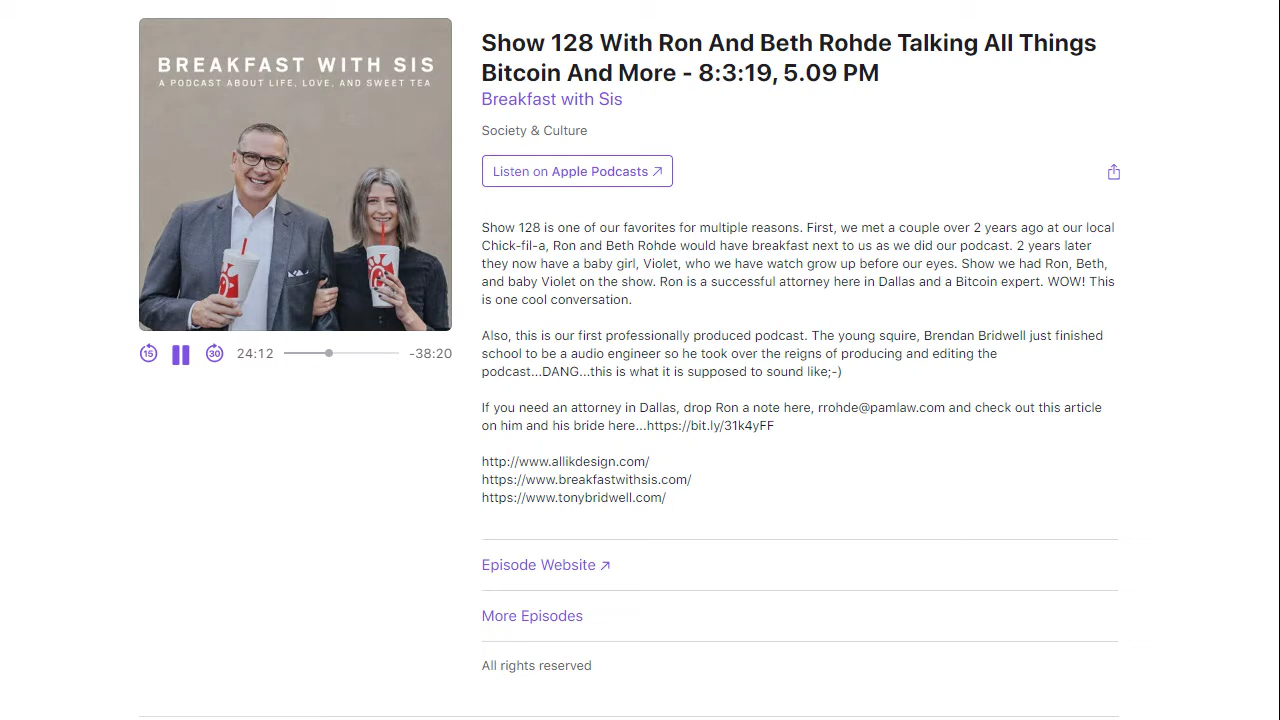 BREAKFAST WITH SIS
A PODCAST ABOUT LIFE, LOVE, AND SWEET TEA
15
30
24:12
-38:20
Show 128 With Ron And Beth Rohde Talking All Things
Bitcoin And More - 8:3:19, 5.09 PM
Breakfast with Sis
Society & Culture
Listen on Apple Podcasts
Show 128 is one of our favorites for multiple reasons. First, we met a couple over 2 years ago at our local
Chick-fil-a, Ron and Beth Rohde would have breakfast next to us as we did our podcast. 2 years later
they now have a baby girl, Violet, who we have watch grow up before our eyes. Show we had Ron, Beth,
and baby Violet on the show. Ron is a successful attorney here in Dallas and a Bitcoin expert. WOW! This
is one cool conversation.
Also, this is our first professionally produced podcast. The young squire, Brendan Bridwell just finished
school to be a audio engineer so he took over the reigns of producing and editing the
podcast...DANG...this is what it is supposed to sound like;-)
If you need an attorney in Dallas, drop Ron a note here, rrohde@pamlaw.com and check out this article
on him and his bride here...https://bit.ly/31k4yFF
http://www.allikdesign.com/
https://www.breakfastwithsis.com/
https://www.tonybridwell.com/
Episode Website
More Episodes
All rights reserved